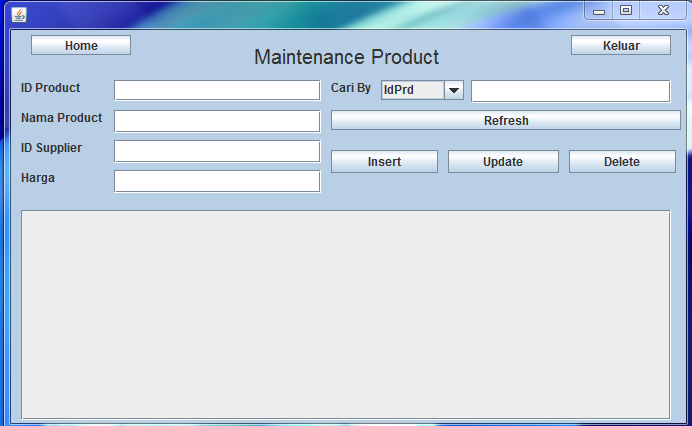 Home
Maintenance Product
Keluar
ID Product
Cari By IdPrd
Nama Product
Refresh
ID Supplier
Insert Update Delete
Harga